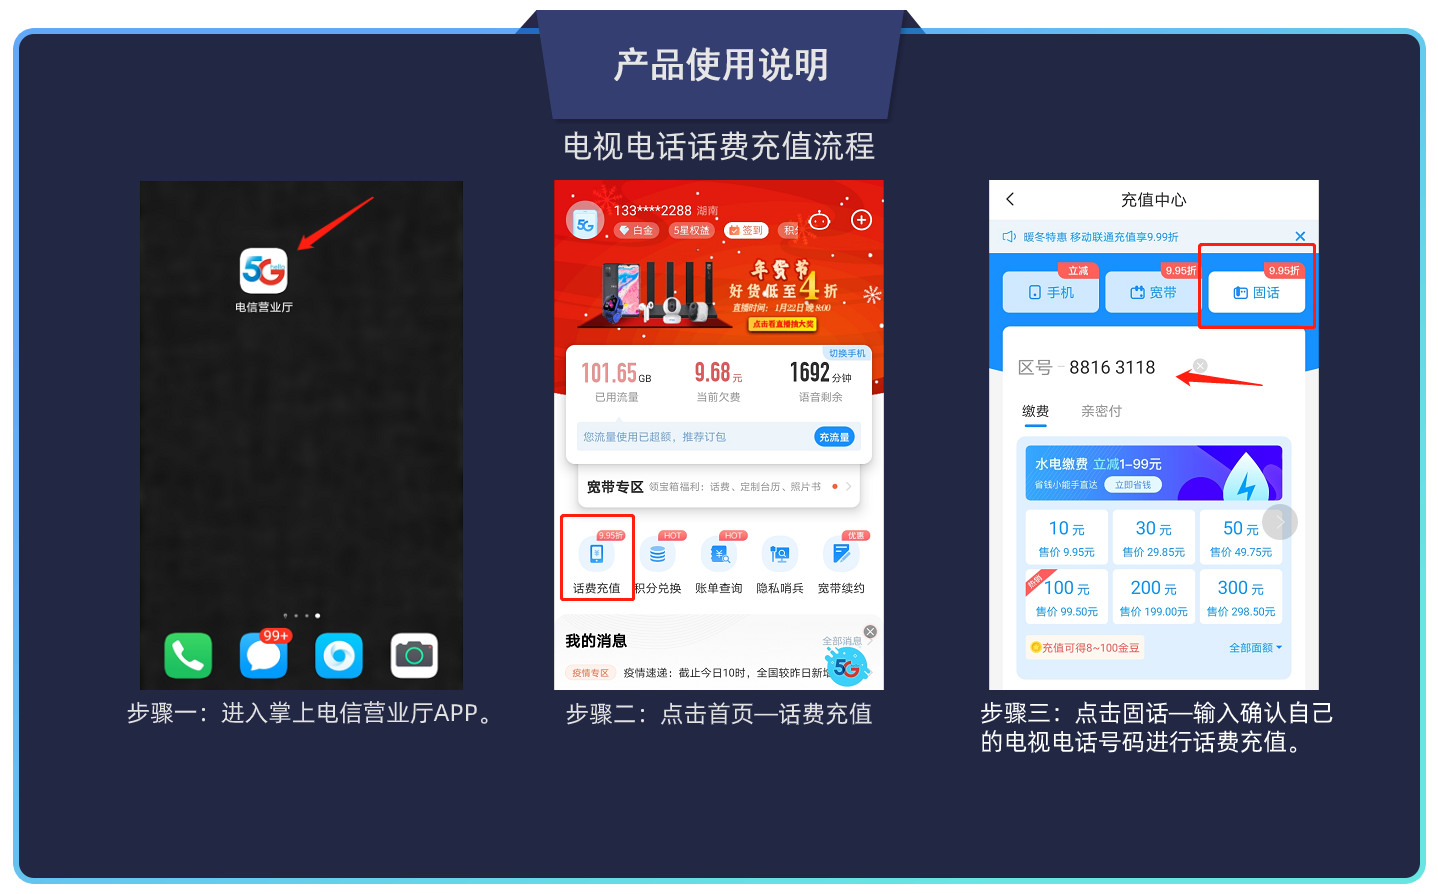 产品使用说明
电视电话话费充值流程
5G
hello
电信营业厅
99+
步骤一：进入掌上电信营业厅APP。
5G
133****2288 湖南
白金
5星权益
签到
积分
年货节
好货低至4折
直播时间：1月22日 晚8:00
点击看直播抽大奖
切换手机
101.65GB
9.68元
1692分钟
已用流量
当前欠费
语音剩余
您流量使用已超额，推荐订包
充流量
宽带专区 领宝箱福利：话费、定制台历、照片书
9.95折
HOT
HOT
优惠
话费充值
积分兑换
账单查询
隐私哨兵
宽带续约
我的消息
全部消息
疫情专区
疫情速递：截止今日10时，全国较昨日新增
5G
步骤二：点击首页—话费充值
充值中心
暖冬特惠 移动联通充值享9.99折
立减
9.95折
9.95折
手机
宽带
固话
区号 - 8816 3118
缴费
亲密付
水电缴费 立减1-99元
省钱小能手直达
立即省钱
10 元
30 元
50 元
售价 9.95元
售价 29.85元
售价 49.75元
热销
100 元
200 元
300 元
售价 99.50元
售价 199.00元
售价 298.50元
充值可得8~100金豆
全部面额
步骤三：点击固话—输入确认自己
的电视电话号码进行话费充值。